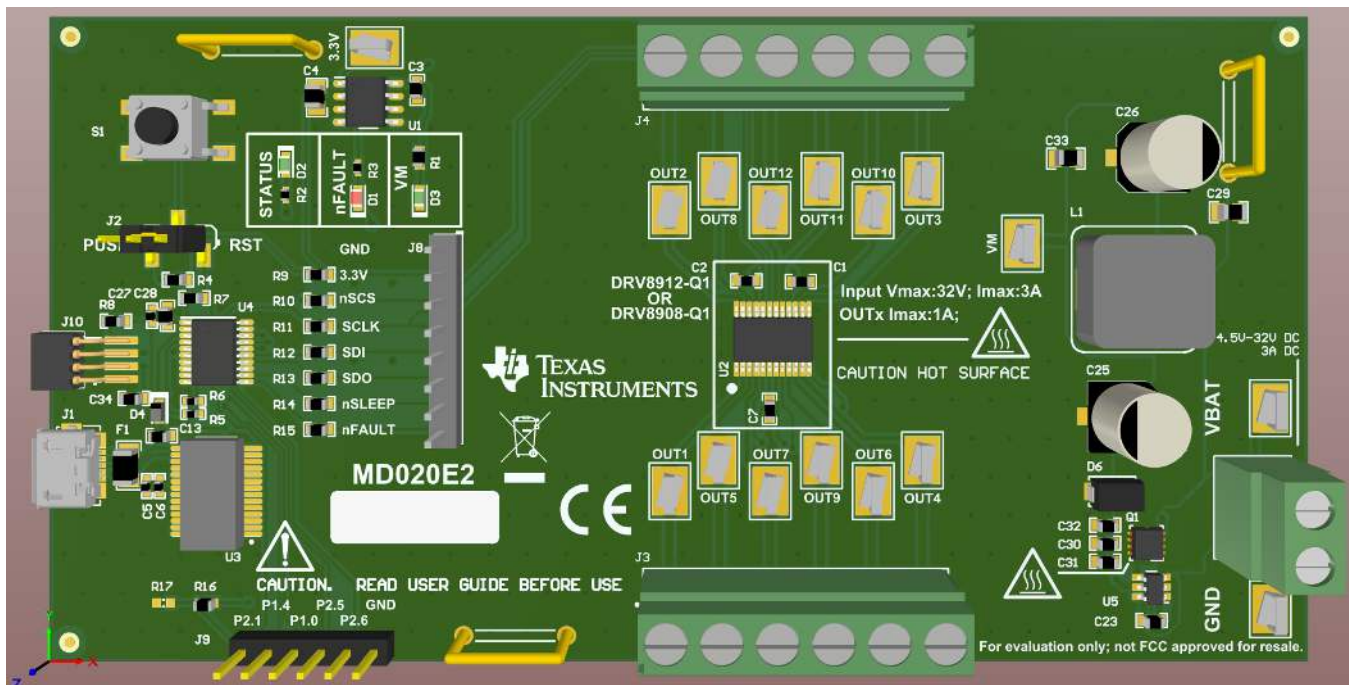 3.3V
C4
C3
U1
S1
STATUS
D2
R2
nFAULT
R3
D1
VM
R1
D3
J4
C26
C33
C29
OUT2
OUT12
OUT10
OUT8
OUT11
OUT3
J2
RST
GND
J8
VM
L1
R4
R9
3.3V
C27
C28
R7
R10
nSCS
R8
U4
J10
R11
SCLK
R12
SDI
R13
SDO
R14
nSLEEP
R15
nFAULT
C2
C1
DRV8912-Q1
OR
DRV8908-Q1
Input Vmax:32V; Imax:3A
OUTx Imax:1A;
CAUTION HOT SURFACE
U2
C7
TEXAS
INSTRUMENTS
4.5V-32V DC
3A DC
C25
VBAT
C34
D4
R6
R5
J1
F1
C13
C5
C6
U3
MD020E2
CE
OUT1
OUT7
OUT6
OUT5
OUT9
OUT4
D6
Q1
C32
C30
C31
U5
C23
GND
CAUTION. READ USER GUIDE BEFORE USE
J3
R17
R16
P1.4
P2.5
GND
P2.1
P1.0
P2.6
J9
For evaluation only; not FCC approved for resale.
Y
X
Z